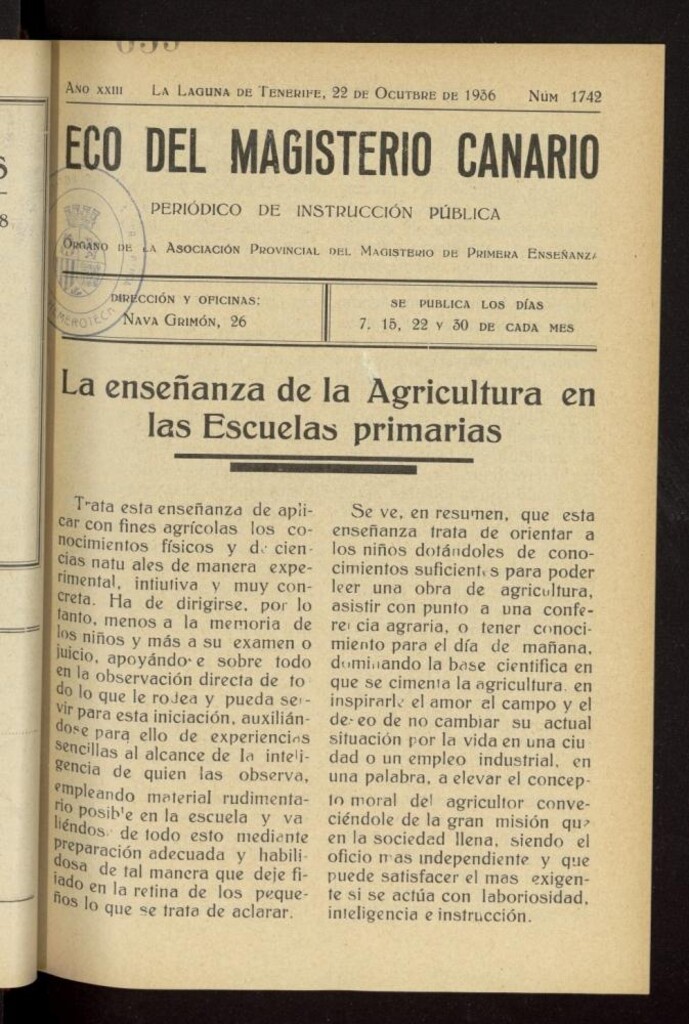 Año XXIII La Laguna de Tenerife, 22 de Ocutbre de 1936 Núm 1742
ECO DEL MAGISTERIO CANARIO
PERIÓDICO DE INSTRUCCIÓN PÚBLICA
Órgano de la Asociación Provincial del Magisterio de Primera Enseñanza
DIRECCIÓN Y OFICINAS:
Nava Grimón, 26
SE PUBLICA LOS DÍAS
7, 15, 22 y 30 DE CADA MES
La enseñanza de la Agricultura en
las Escuelas primarias
Trata esta enseñanza de apli-
car con fines agrícolas los co-
nocimientos físicos y de cien-
cias natu ales de manera expe-
rimental, intiutiva y muy con-
creta. Ha de dirigirse, por lo
tanto, menos a la memoria de
los niños y más a su examen o
juicio, apoyándo e sobre todo
en la observación directa de to
do lo que le rodea y pueda ser-
vir para esta iniciación, auxilián-
dose para ello de experiencias
sencillas al alcance de la inteli-
gencia de quien las observa,
empleando material rudimenta-
rio posible en la escuela y va
liéndos de todo esto mediante
preparación adecuada y habili-
dosa de tal manera que deje fi-
jado en la retina de los peque-
ños lo que se trata de aclarar.
Se ve, en resumen, que esta
enseñanza trata de orientar a
los niños dotándoles de cono-
cimientos suficientes para poder
leer una obra de agricultura,
asistir con punto a una confe-
rencia agraria, o tener conoci-
miento para el día de mañana,
dominando la base cientifica en
que se cimenta la agricultura, en
inspirarle el amor al campo y el
deseo de no cambiar su actual
situación por la vida en una ciu
dad o un empleo industrial, en
una palabra, a elevar el concep-
to moral del agricultor conve-
ciéndole de la gran misión que
en la sociedad llena, siendo el
oficio mas independiente y que
puede satisfacer el mas exigen-
te si se actúa con laboriosidad,
inteligencia e instrucción.